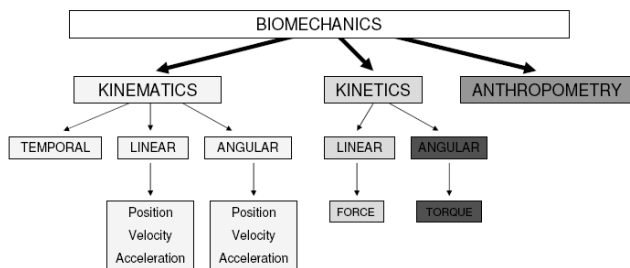 BIOMECHANICS
KINEMATICS
KINETICS
ANTHROPOMETRY
TEMPORAL
LINEAR
ANGULAR
LINEAR
ANGULAR
Position
Velocity
Acceleration
Position
Velocity
Acceleration
FORCE
TORQUE